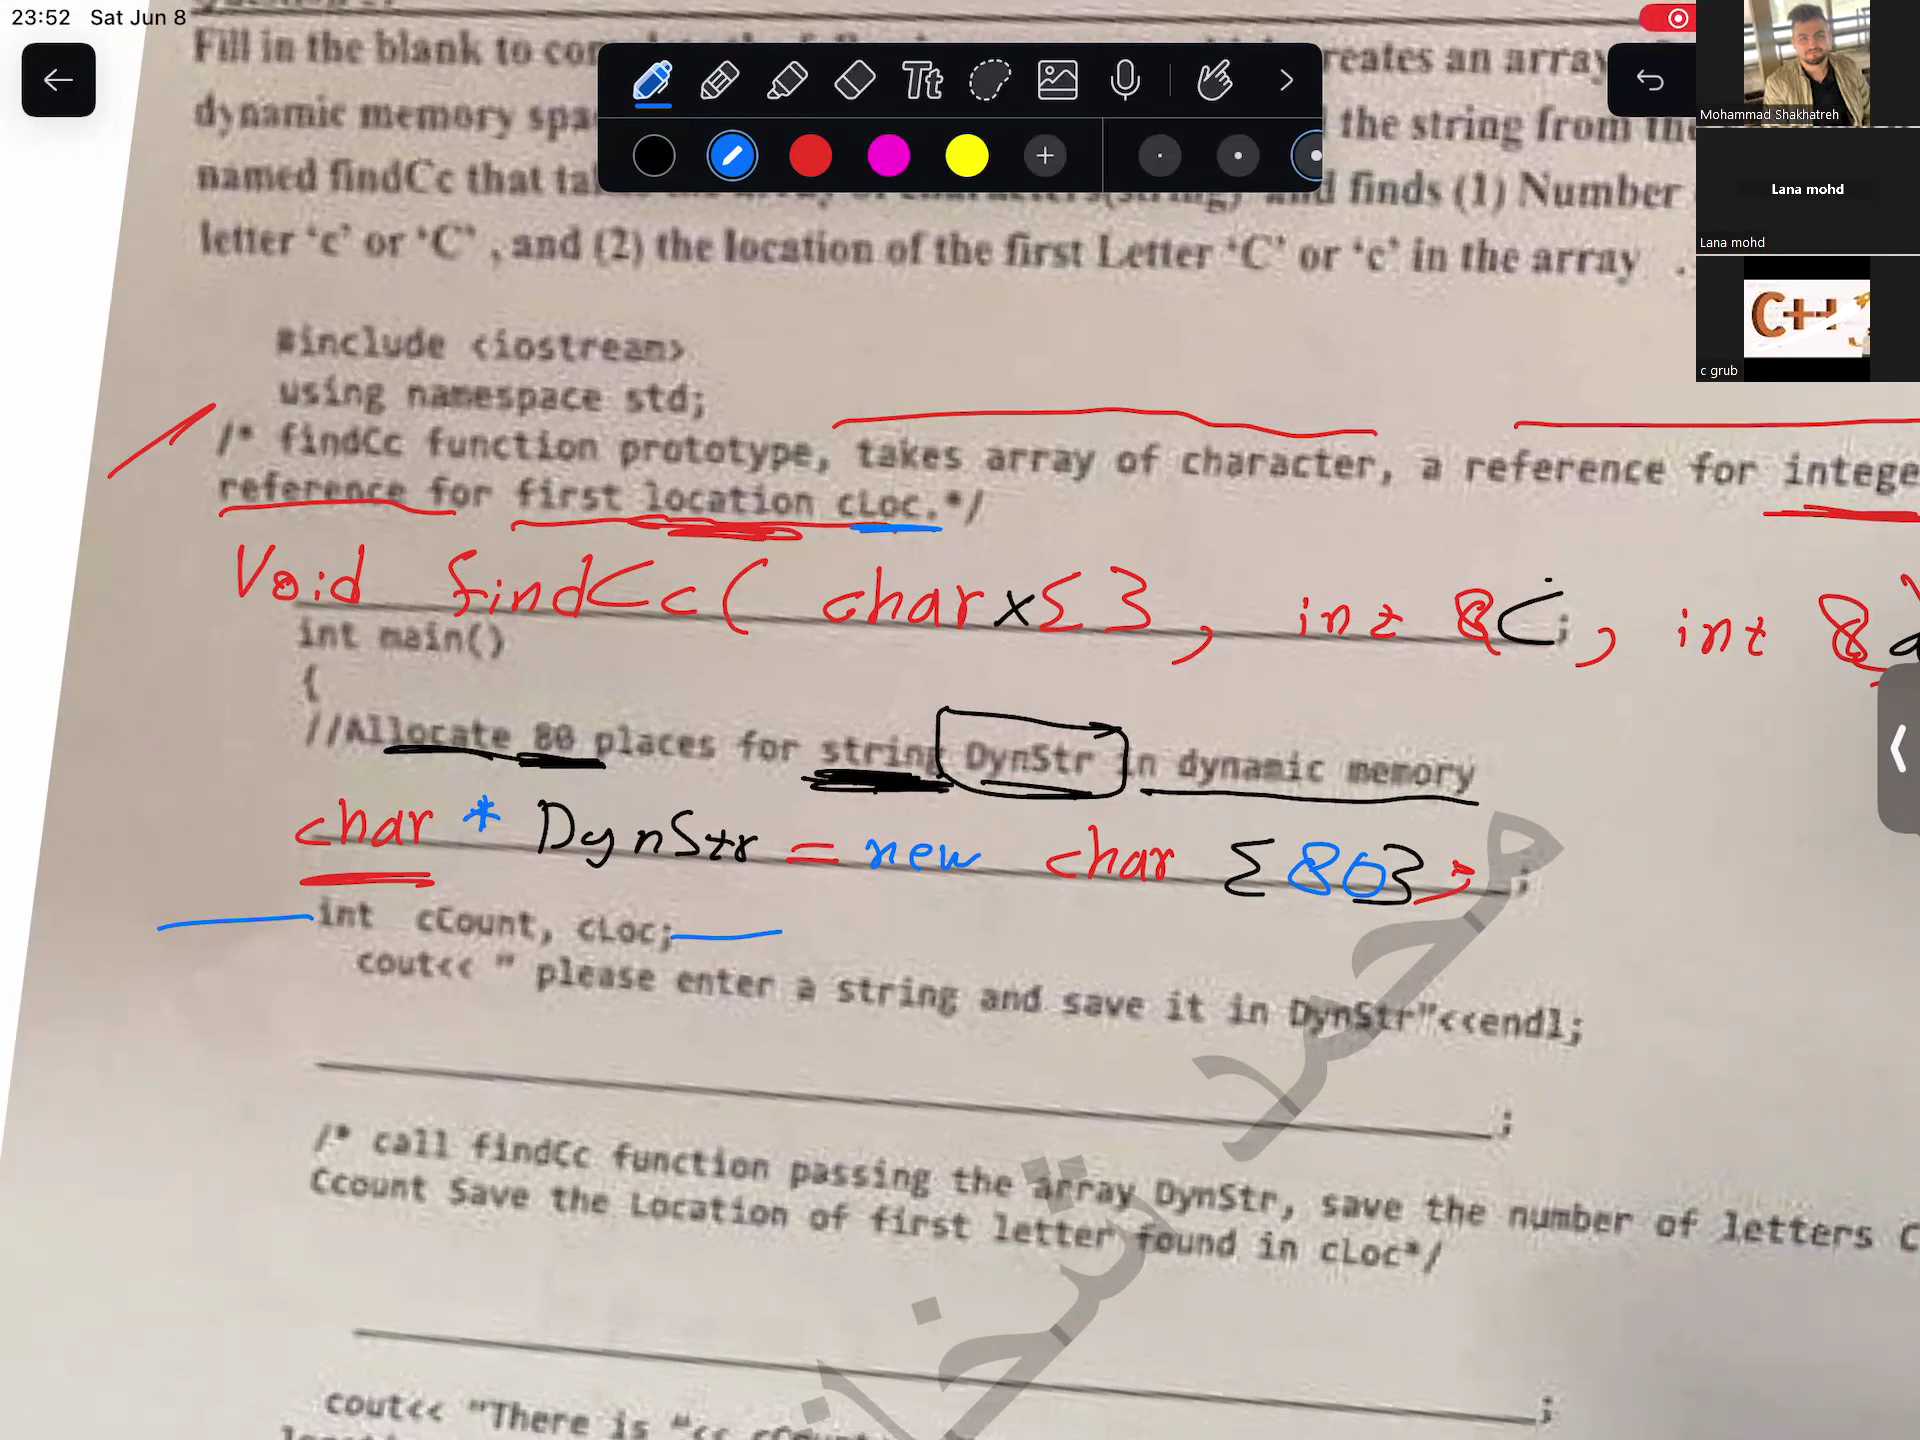 23:52 Sat Jun 8
Fill in the blank to reates an array
dynamic memory spa the string from the
named findCc that ta characters(string) and finds (1) Number
letter ‘c’ or ‘C’ , and (2) the location of the first Letter ‘C’ or ‘c’ in the array .
Tt
Mohammad Shakhatreh
Lana mohd
Lana mohd
C++
c grub
#include <iostream>
using namespace std;
/* findCc function prototype, takes array of character, a reference for intege
reference for first location cLoc.*/
Void findCc( char x[ ] , int &C ; , int &
int main()
{
//Allocate 80 places for string DynStr in dynamic memory
char * DynStr = new char [80] ;
int cCount, cLoc;
cout<< " please enter a string and save it in DynStr"<<endl;
;
/* call findCc function passing the array DynStr, save the number of letters C
Ccount Save the Location of first letter found in cLoc*/
;
cout<< "There is "<< cCount
محمد